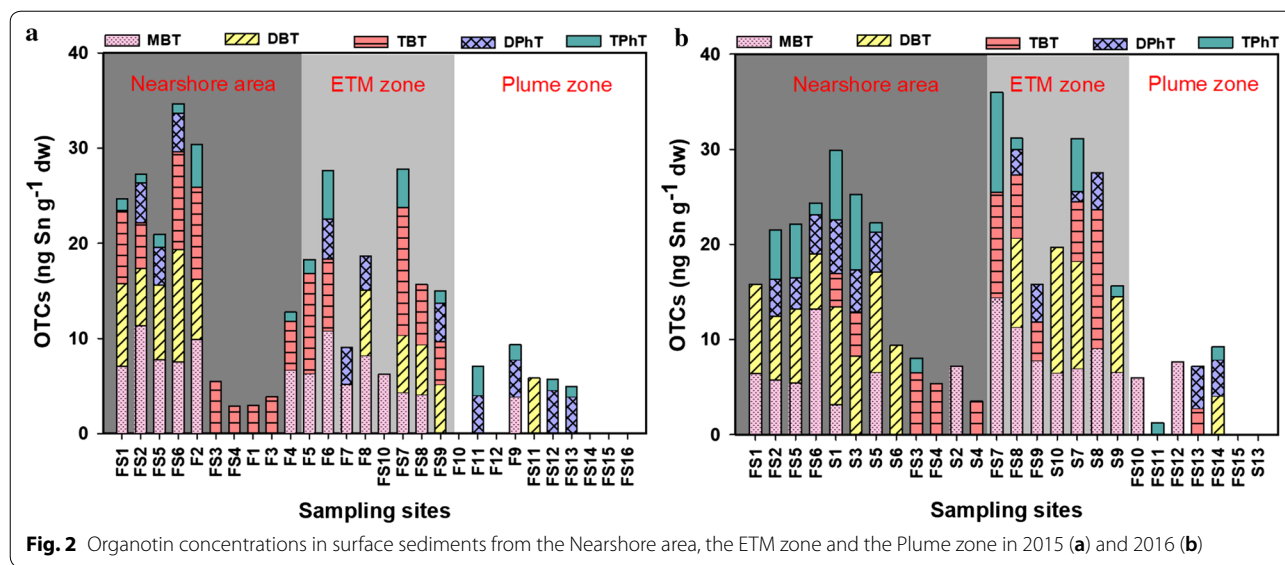 a
MBT DBT TBT DPhT TPhT
40
30
20
10
0
OTCs (ng Sn g-1 dw)
Nearshore area ETM zone Plume zone
FS1 FS2 FS5 FS6 F2 FS3 FS4 F1 F3 F4 F5 F6 F7 F8 FS10 FS7 FS8 FS9 F10 F11 F12 F9 FS11 FS12 FS13 FS14 FS15 FS16
Sampling sites
b
MBT DBT TBT DPhT TPhT
40
30
20
10
0
OTCs (ng Sn g-1 dw)
Nearshore area ETM zone Plume zone
FS1 FS2 FS5 FS6 S1 S3 S5 S6 FS3 FS4 S2 S4 FS7 FS8 FS9 S10 S7 S8 S9 FS10 FS11 FS12 FS13 FS14 FS15 S13
Sampling sites
Fig. 2 Organotin concentrations in surface sediments from the Nearshore area, the ETM zone and the Plume zone in 2015 (a) and 2016 (b)